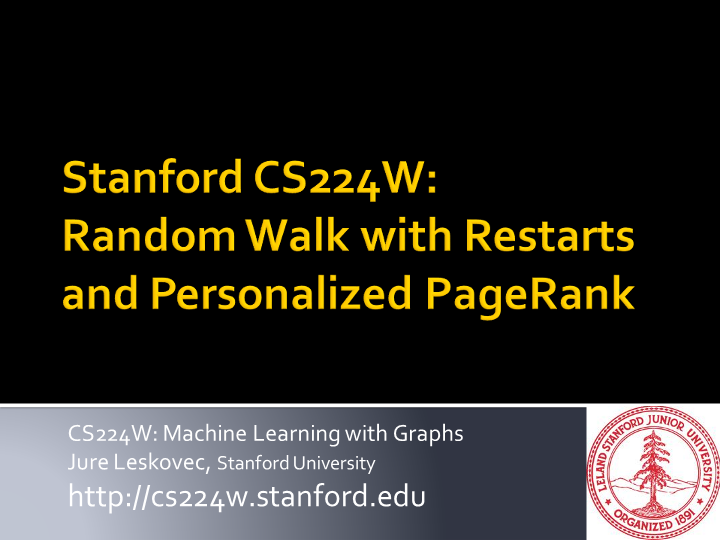 Stanford CS224W:
Random Walk with Restarts
and Personalized PageRank
CS224W: Machine Learning with Graphs
Jure Leskovec, Stanford University
http://cs224w.stanford.edu
LELAND STANFORD JUNIOR UNIVERSITY
ORGANIZED 1891